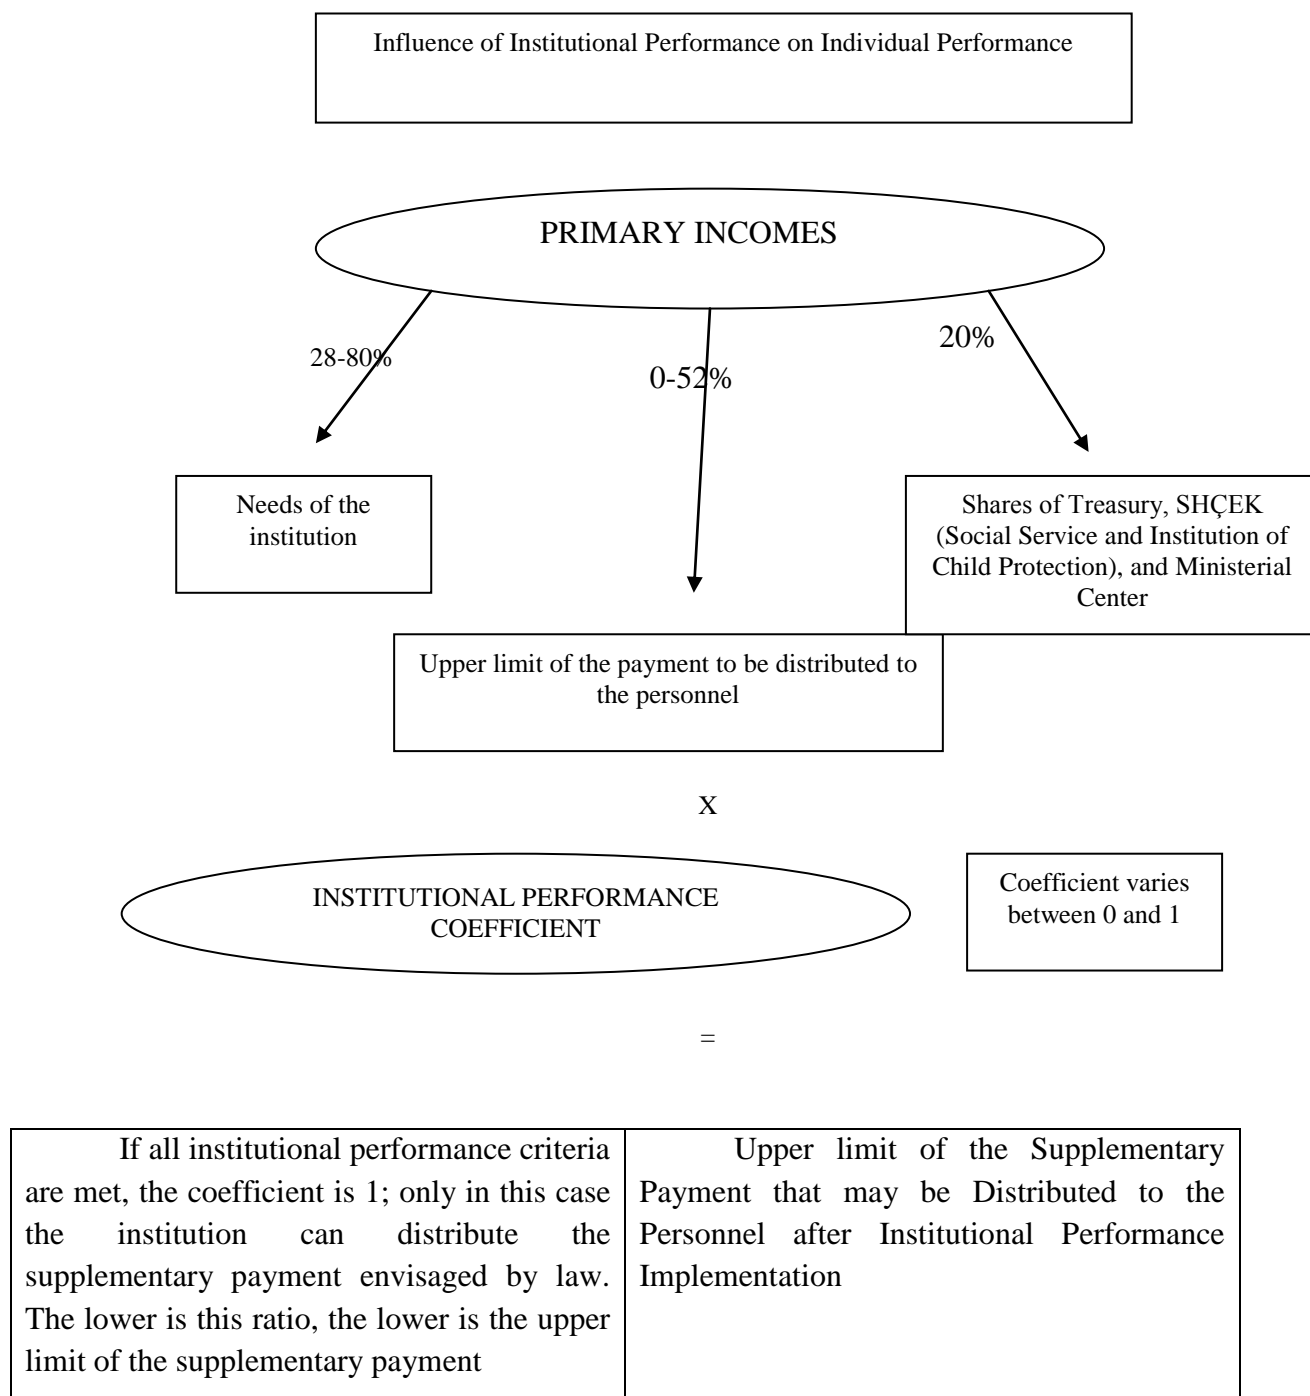 Influence of Institutional Performance on Individual Performance
PRIMARY INCOMES
28-80%
0-52%
20%
Needs of the
institution
Shares of Treasury, SHÇEK
(Social Service and Institution of
Child Protection), and Ministerial
Center
Upper limit of the payment to be distributed to
the personnel
X
INSTITUTIONAL PERFORMANCE
COEFFICIENT
Coefficient varies
between 0 and 1
=
If all institutional performance criteria
are met, the coefficient is 1; only in this case
the institution can distribute the
supplementary payment envisaged by law.
The lower is this ratio, the lower is the upper
limit of the supplementary payment
Upper limit of the Supplementary
Payment that may be Distributed to the
Personnel after Institutional Performance
Implementation